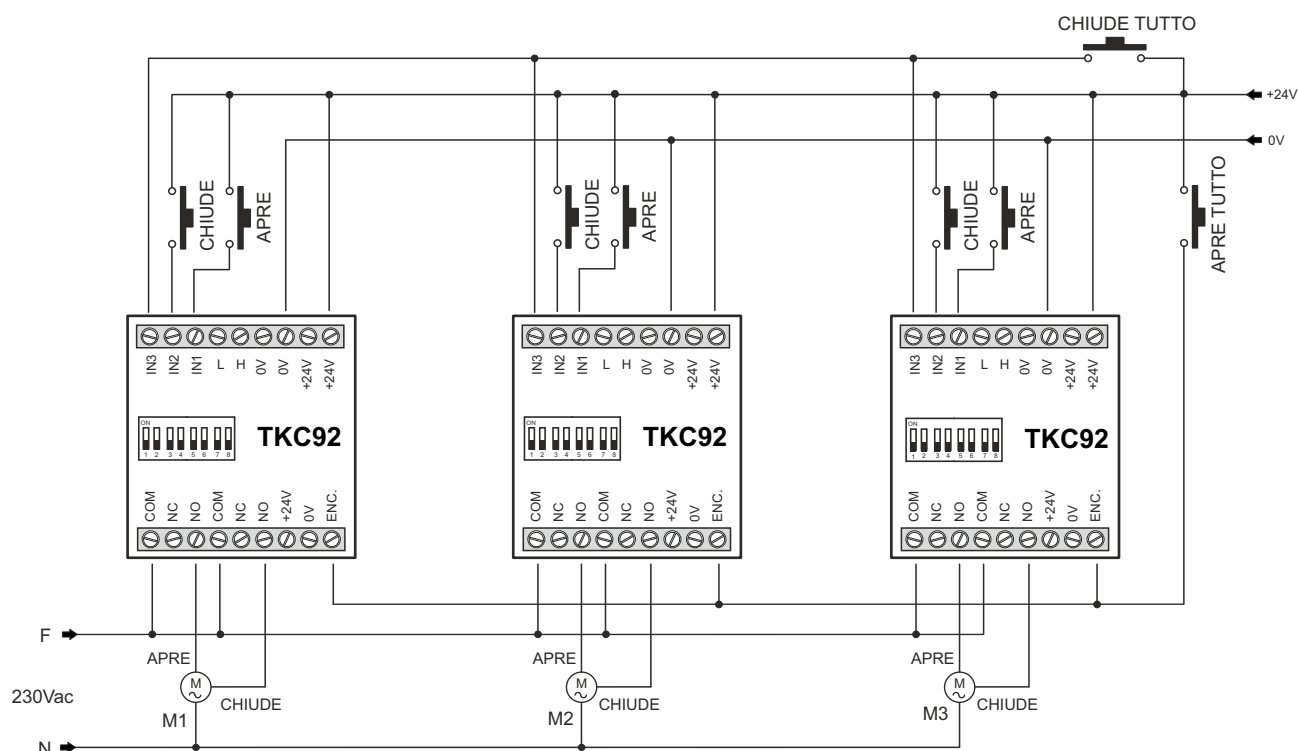 CHIUDE TUTTO
+24V
0V
CHIUDE
APRE
CHIUDE
APRE
CHIUDE
APRE
APRE TUTTO
IN3 IN2 IN1 L H 0V 0V +24V +24V
IN3 IN2 IN1 L H 0V 0V +24V +24V
IN3 IN2 IN1 L H 0V 0V +24V +24V
ON
1 2 3 4 5 6 7 8
TKC92
ON
1 2 3 4 5 6 7 8
TKC92
ON
1 2 3 4 5 6 7 8
TKC92
COM NC NO COM NC NO +24V 0V ENC.
COM NC NO COM NC NO +24V 0V ENC.
COM NC NO COM NC NO +24V 0V ENC.
F
APRE
APRE
APRE
M
M
M
230Vac
CHIUDE
CHIUDE
CHIUDE
M1
M2
M3
N